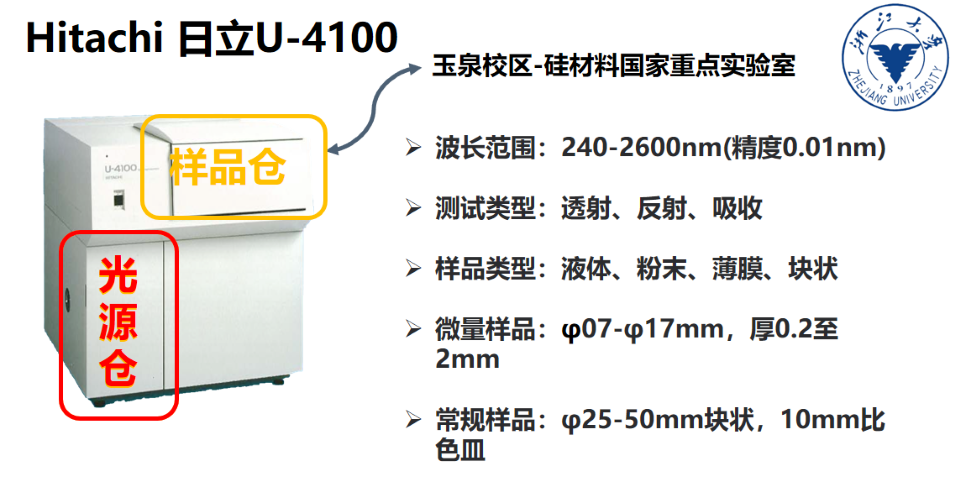 Hitachi 日立U-4100
玉泉校区-硅材料国家重点实验室
浙江大学
ZHEJIANG UNIVERSITY
1897
U-4100
HITACHI
样品仓
光
源
仓
➢ 波长范围：240-2600nm(精度0.01nm)
➢ 测试类型：透射、反射、吸收
➢ 样品类型：液体、粉末、薄膜、块状
➢ 微量样品：φ07-φ17mm，厚0.2至
2mm
➢ 常规样品：φ25-50mm块状，10mm比
色皿